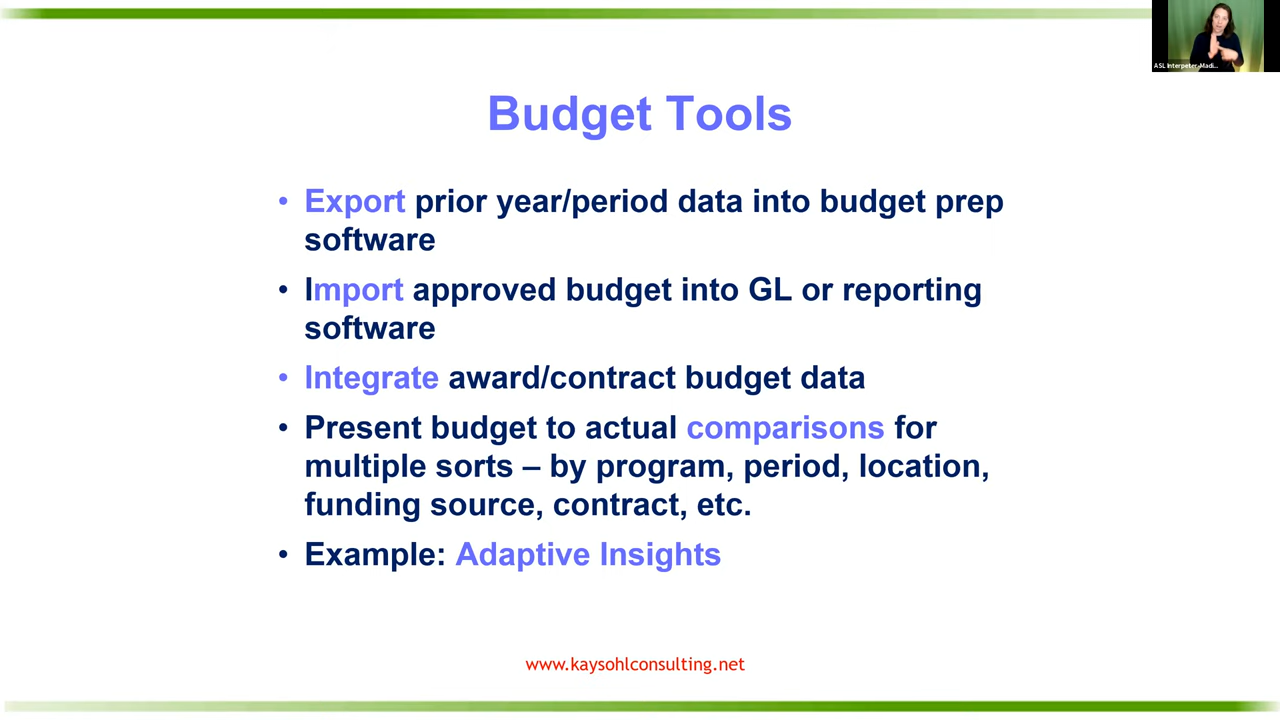 ASL Interpeter-Madi...
Budget Tools
• Export prior year/period data into budget prep
software
• Import approved budget into GL or reporting
software
• Integrate award/contract budget data
• Present budget to actual comparisons for
multiple sorts – by program, period, location,
funding source, contract, etc.
• Example: Adaptive Insights
www.kaysohlconsulting.net